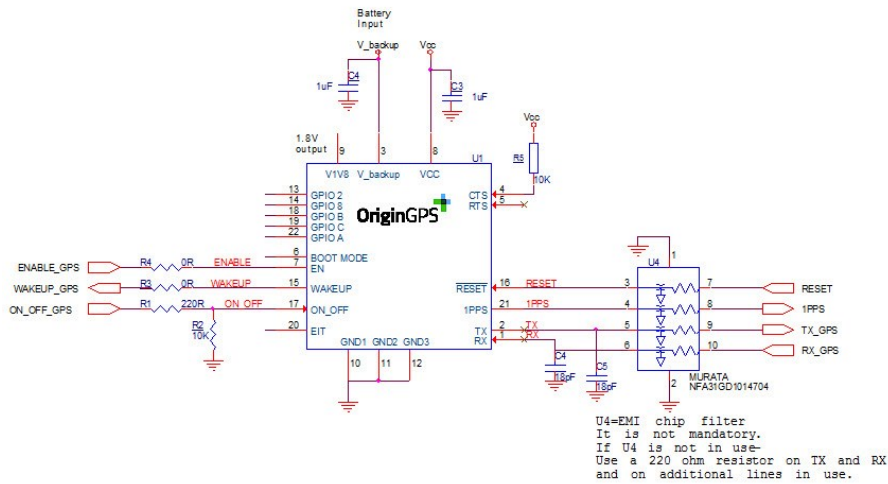 Battery
Input
V_backup
Vcc
C4
1uF
C3
1uF
1.8V
output
9
3
8
U1
Vcc
R5
10K
V1V8
V_backup
VCC
13
GPIO 2
14
GPIO 8
18
GPIO B
19
GPIO C
22
GPIO A
CTS
4
RTS
5
OriginGPS
6
BOOT MODE
ENABLE_GPS
R4
0R
ENABLE
7
EN
WAKEUP_GPS
R3
0R
WAKEUP
15
WAKEUP
ON_OFF_GPS
R1
220R
ON_OFF
17
ON_OFF
R2
10K
20
EIT
RESET
16
RESET
1PPS
21
1PPS
TX
2
TX
RX
1
RX
GND1
GND2
GND3
10
11
12
1
U4
3
7
RESET
4
8
1PPS
5
9
TX_GPS
6
10
RX_GPS
2
C4
18pF
C5
18pF
MURATA
NFA31GD1014704
U4=EMI chip filter
It is not mandatory.
If U4 is not in use-
Use a 220 ohm resistor on TX and RX
and on additional lines in use.